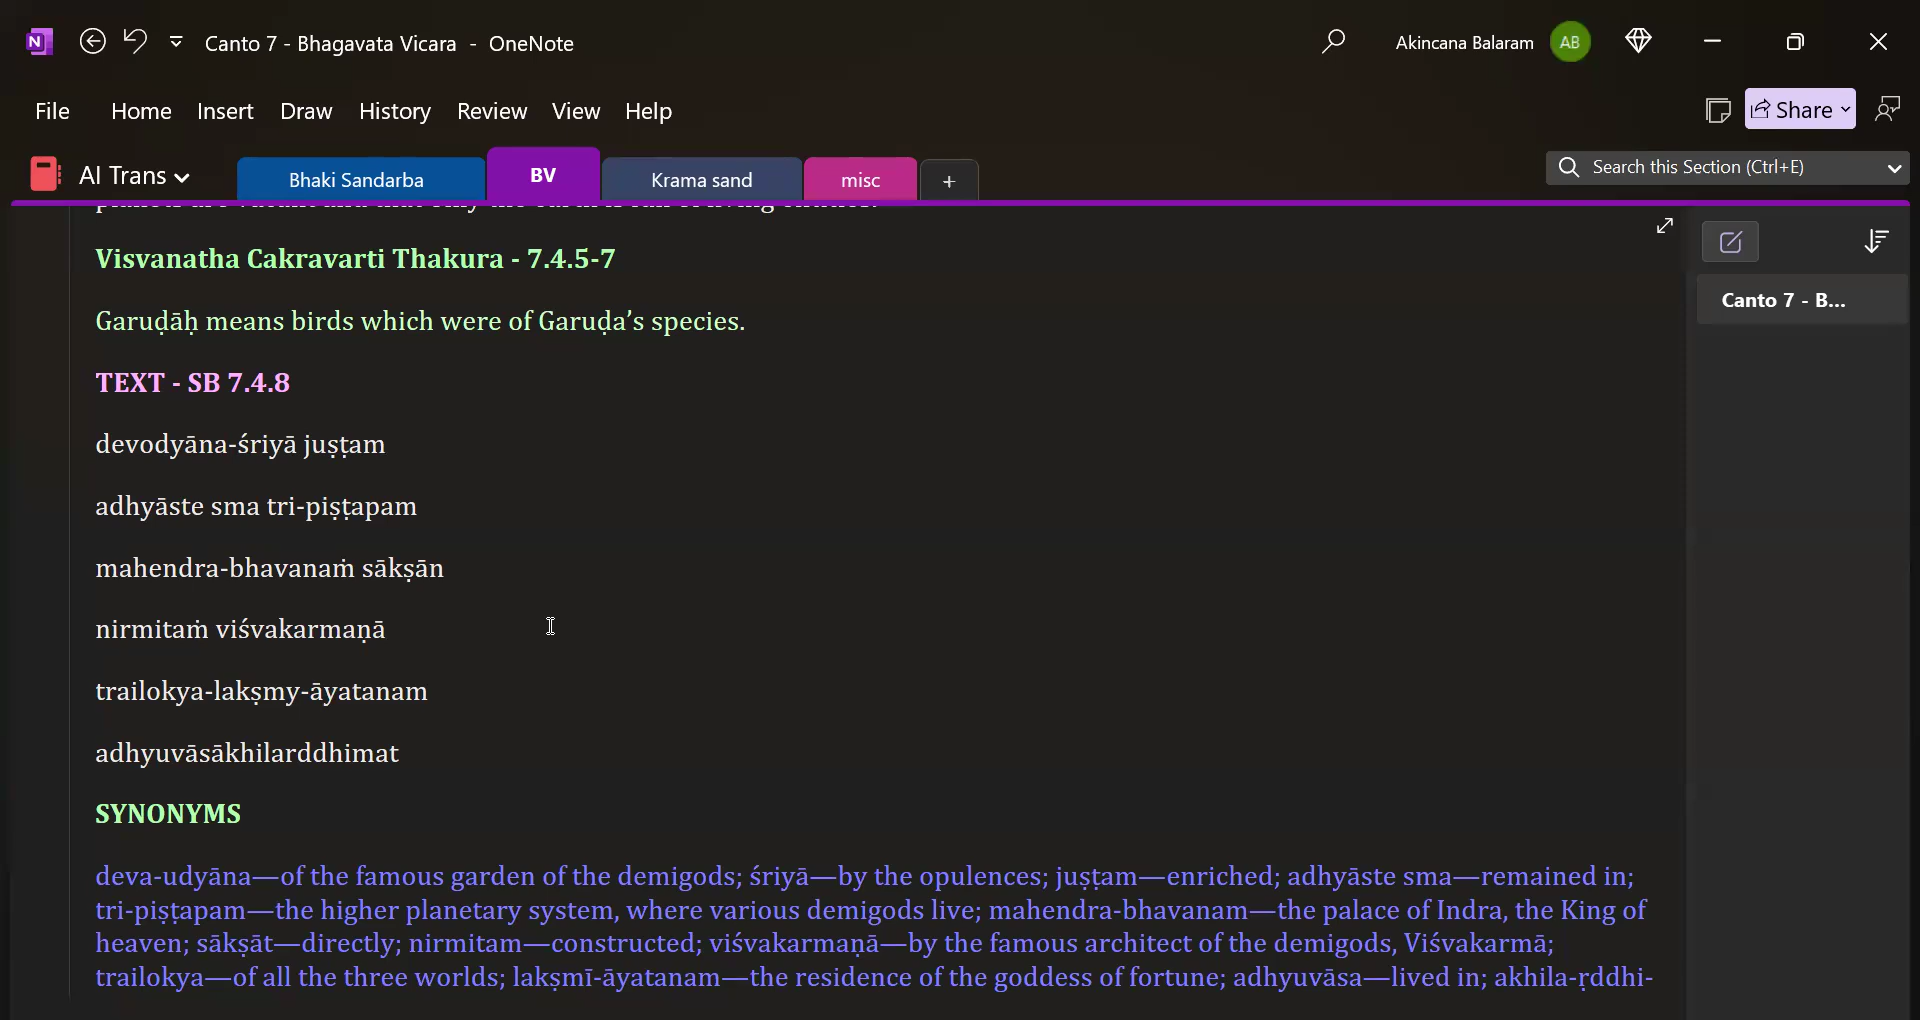 Canto 7 - Bhagavata Vicara - OneNote
Akincana Balaram
AB
File Home Insert Draw History Review View Help
Share
AI Trans
Bhaki Sandarba
BV
Krama sand
misc
+
Search this Section (Ctrl+E)
Canto 7 - B...
Visvanatha Cakravarti Thakura - 7.4.5-7
Garuḍāḥ means birds which were of Garuḍa’s species.
TEXT - SB 7.4.8
devodyāna-śriyā juṣṭam
adhyāste sma tri-piṣṭapam
mahendra-bhavanaṁ sākṣān
nirmitaṁ viśvakarmaṇā
trailokya-lakṣmy-āyatanam
adhyuvāsākhilarddhimat
SYNONYMS
deva-udyāna—of the famous garden of the demigods; śriyā—by the opulences; juṣṭam—enriched; adhyāste sma—remained in;
tri-piṣṭapam—the higher planetary system, where various demigods live; mahendra-bhavanam—the palace of Indra, the King of
heaven; sākṣāt—directly; nirmitam—constructed; viśvakarmaṇā—by the famous architect of the demigods, Viśvakarmā;
trailokya—of all the three worlds; lakṣmī-āyatanam—the residence of the goddess of fortune; adhyuvāsa—lived in; akhila-ṛddhi-